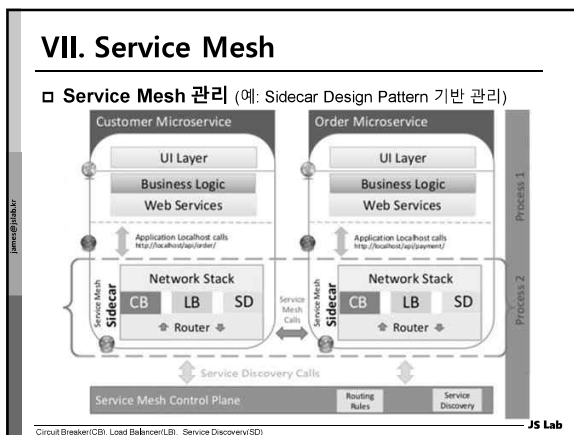 VII. Service Mesh
Service Mesh 관리 (예: Sidecar Design Pattern 기반 관리)
Customer Microservice
Order Microservice
UI Layer
UI Layer
Business Logic
Business Logic
Web Services
Web Services
Process 1
Application Localhost calls
http://localhost/api/order/
Application Localhost calls
http://localhost/api/payment/
Service Mesh
Sidecar
Network Stack
CB LB SD
Router
Service
Mesh
Calls
Service Mesh
Sidecar
Network Stack
CB LB SD
Router
Process 2
Service Discovery Calls
Service Mesh Control Plane
Routing
Rules
Service
Discovery
james@jslab.kr
Circuit Breaker(CB), Load Balancer(LB), Service Discovery(SD)
JS Lab